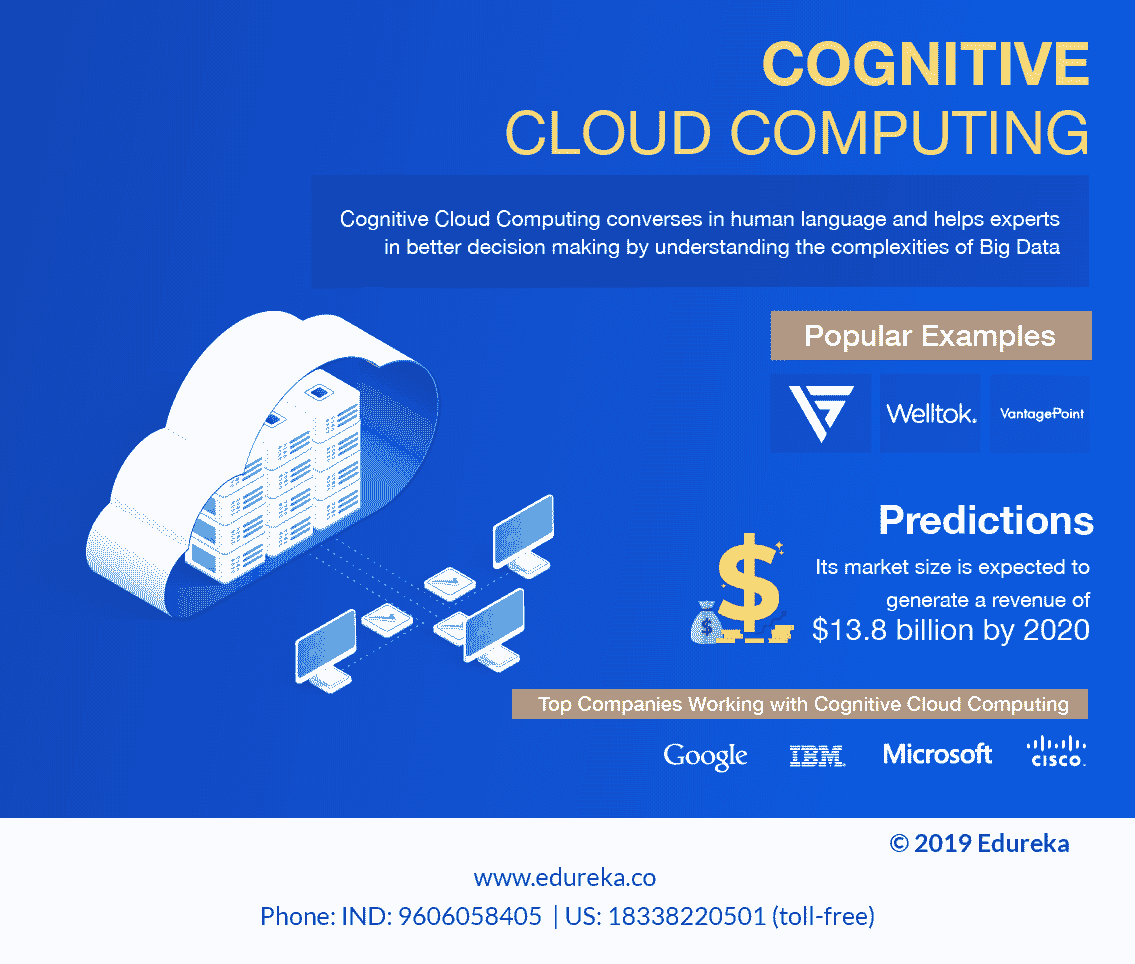 COGNITIVE
CLOUD COMPUTING
Cognitive Cloud Computing converses in human language and helps experts
in better decision making by understanding the complexities of Big Data
Popular Examples
Welltok.
VantagePoint
Predictions
Its market size is expected to
generate a revenue of
$13.8 billion by 2020
Top Companies Working with Cognitive Cloud Computing
Google IBM. Microsoft CISCO.
© 2019 Edureka
www.edureka.co
Phone: IND: 9606058405 | US: 18338220501 (toll-free)